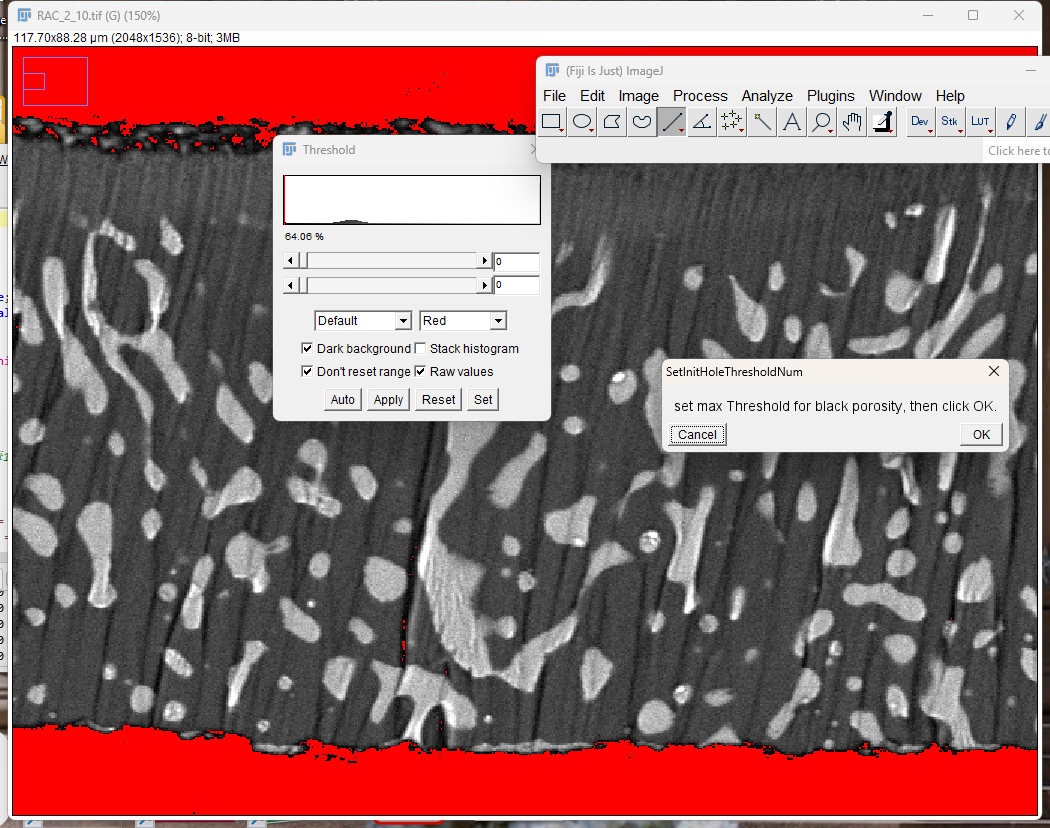 RAC_2_10.tif (G) (150%)
117.70x88.28 µm (2048x1536); 8-bit; 3MB
(Fiji Is Just) ImageJ
File Edit Image Process Analyze Plugins Window Help
Dev Stk LUT
Click here to
Threshold
64.06 %
0
0
Default Red
Dark background Stack histogram
Don't reset range Raw values
Auto Apply Reset Set
SetInitHoleThresholdNum
set max Threshold for black porosity, then click OK.
Cancel OK